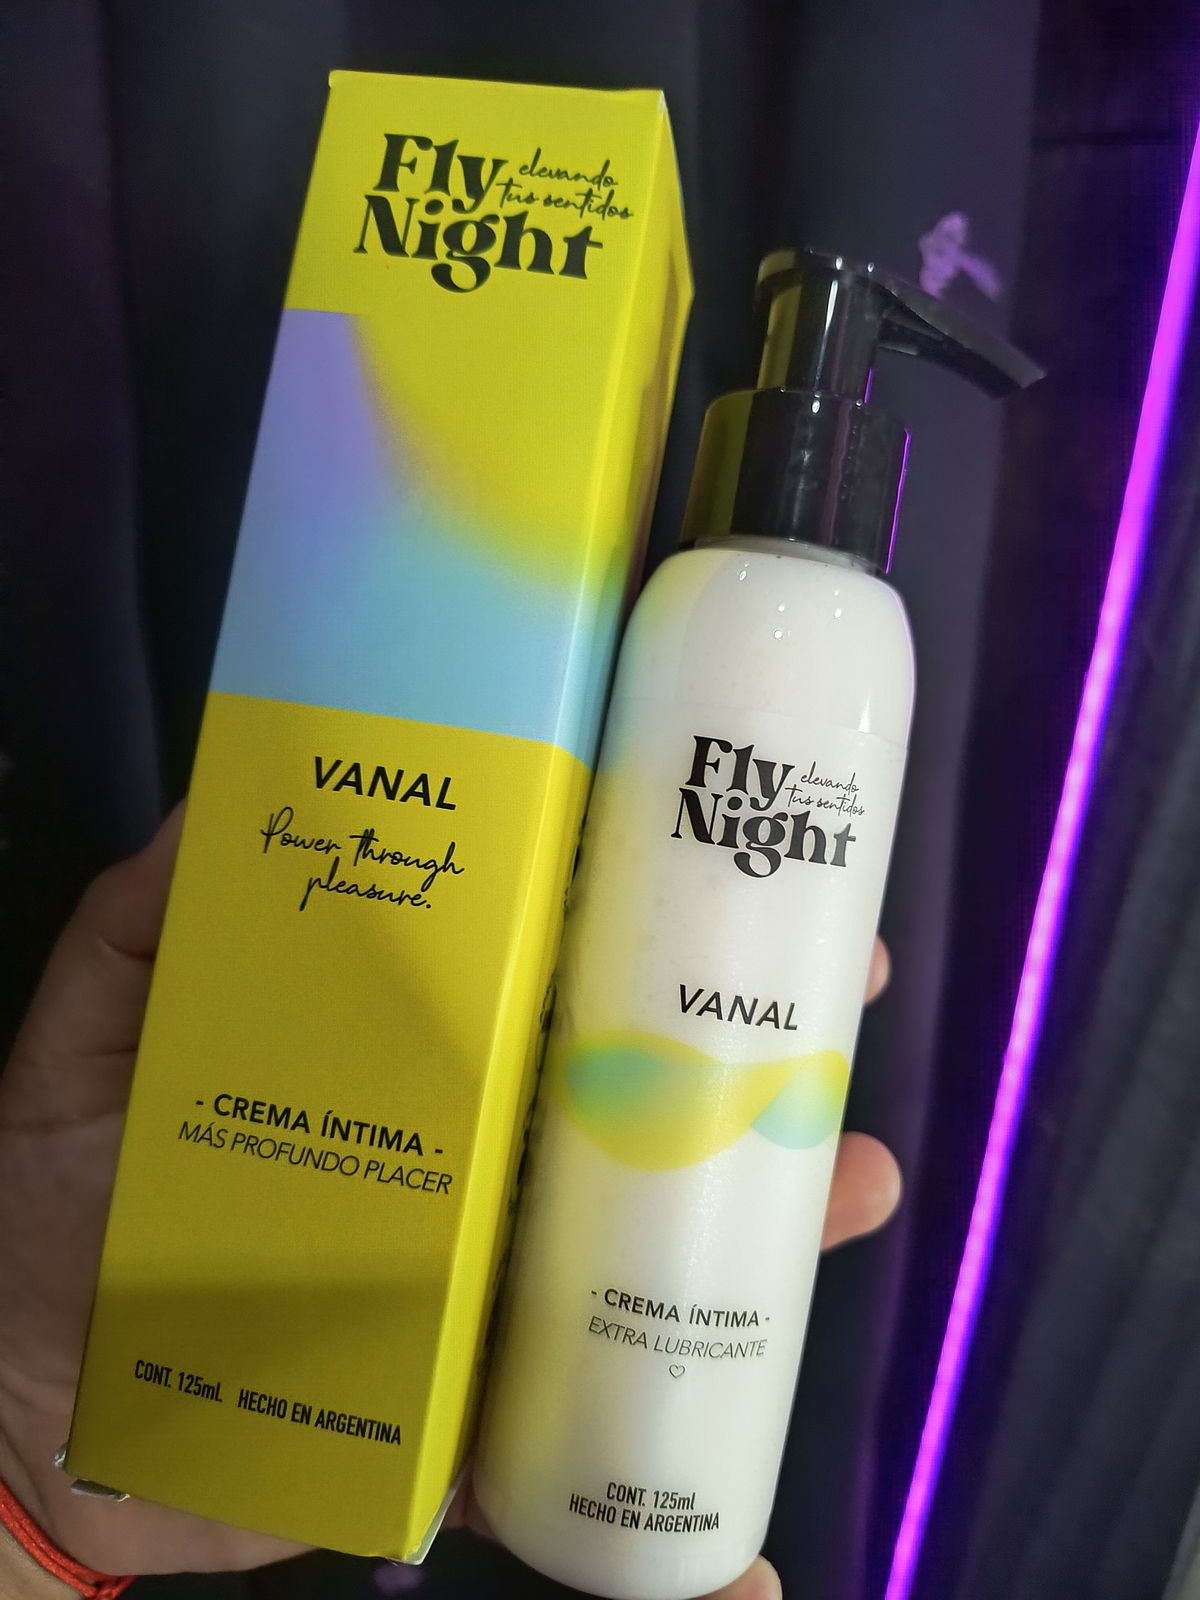 Fly
Night
elevando
tus sentidos
VANAL
Power through
pleasure.
- CREMA ÍNTIMA -
MÁS PROFUNDO PLACER
CONT. 125mL HECHO EN ARGENTINA
Fly
Night
elevando
tus sentidos
VANAL
- CREMA ÍNTIMA -
EXTRA LUBRICANTE
CONT. 125ml
HECHO EN ARGENTINA